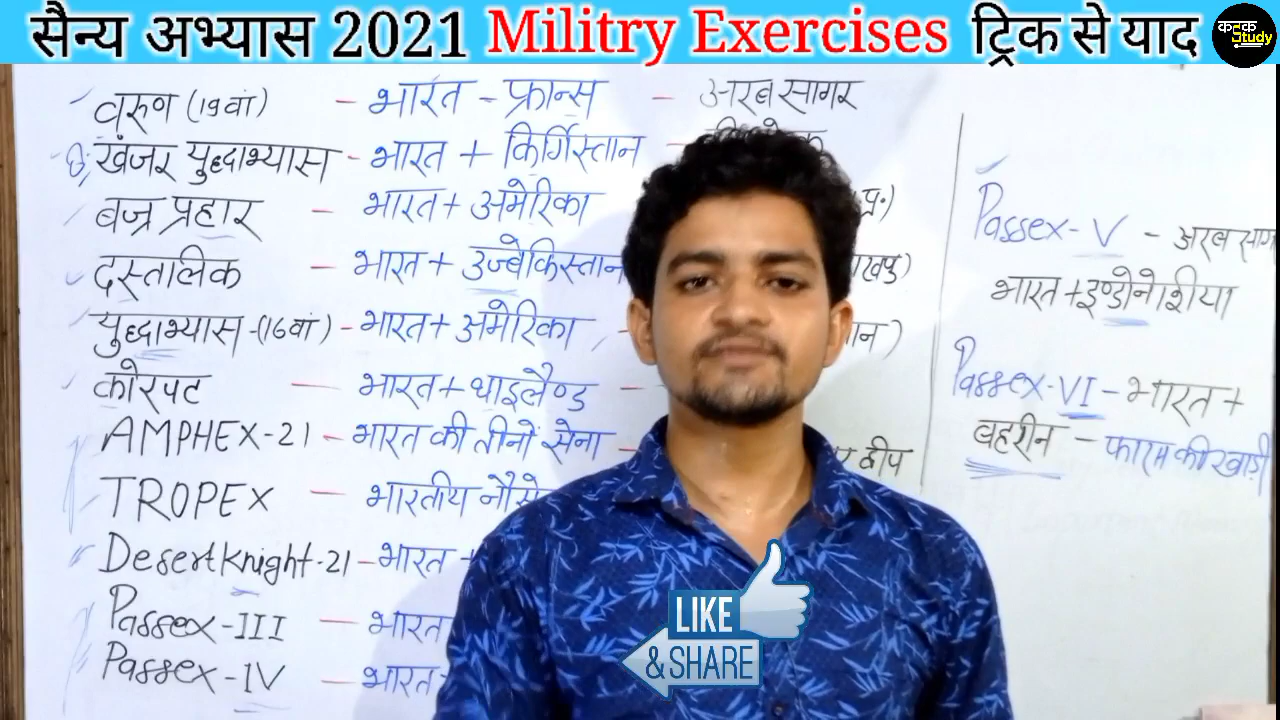 सैन्य अभ्यास 2021 Militry Exercises ट्रिक से याद
कदक Study
वरुण (19वां) - भारत - फ्रान्स - अरब सागर
खंजर युद्दाभ्यास - भारत + किर्गिस्तान -
बज्र प्रहार - भारत + अमेरिका प्र.)
दस्तालिक - भारत + उज्बेकिस्तान
युद्दाभ्यास - (16वां) - भारत + अमेरिका
कोरपट - भारत + थाइलैण्ड -
AMPHEX-21 - भारत की तीनों सेना - द्वीप
TROPEX - भारतीय
Desert Knight-21 - भारत +
Passex-III - भारत
Passex-IV - भारत
Passex-V - अरब
भारत + इण्डोनेशिया
Passex-VI - भारत +
बहरीन - फारस की खाड़ी
LIKE
& SHARE